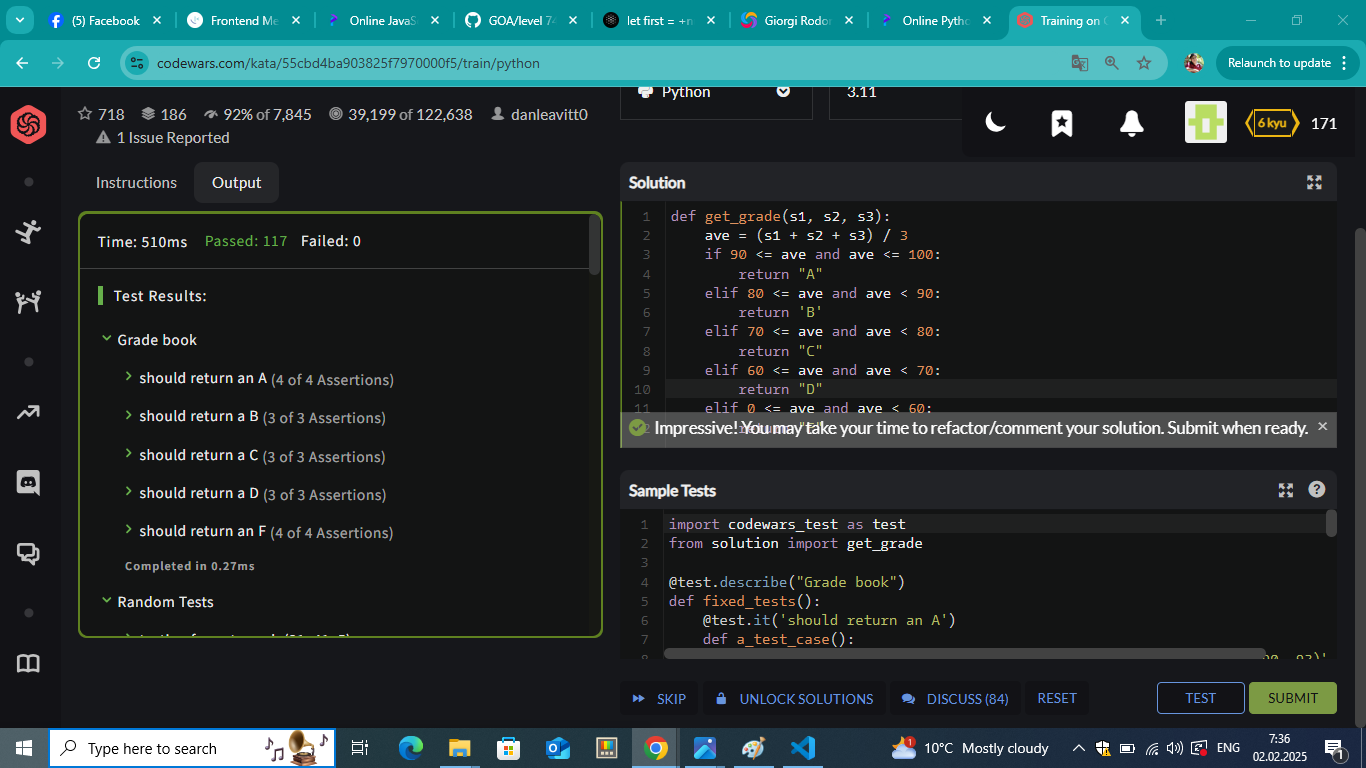 (5) Facebook
Frontend Me
Online JavaS
GOA/level 74
let first = +n
Giorgi Rodor
Online Pytho
Training on C
codewars.com/kata/55cbd4ba903825f7970000f5/train/python
Relaunch to update
718 186 92% of 7,845 39,199 of 122,638 danleavitt0
1 Issue Reported
Python
3.11
6 kyu
171
Instructions
Output
Time: 510ms Passed: 117 Failed: 0
Test Results:
Grade book
should return an A (4 of 4 Assertions)
should return a B (3 of 3 Assertions)
should return a C (3 of 3 Assertions)
should return a D (3 of 3 Assertions)
should return an F (4 of 4 Assertions)
Completed in 0.27ms
Random Tests
Solution
1 def get_grade(s1, s2, s3):
2 ave = (s1 + s2 + s3) / 3
3 if 90 <= ave and ave <= 100:
4 return "A"
5 elif 80 <= ave and ave < 90:
6 return 'B'
7 elif 70 <= ave and ave < 80:
8 return "C"
9 elif 60 <= ave and ave < 70:
10 return "D"
11 elif 0 <= ave and ave < 60:
Impressive! You may take your time to refactor/comment your solution. Submit when ready.
Sample Tests
1 import codewars_test as test
2 from solution import get_grade
3
4 @test.describe("Grade book")
5 def fixed_tests():
6 @test.it('should return an A')
7 def a_test_case():
8
SKIP
UNLOCK SOLUTIONS
DISCUSS (84)
RESET
TEST
SUBMIT
Type here to search
1
10°C Mostly cloudy
ENG
7:36
02.02.2025
1